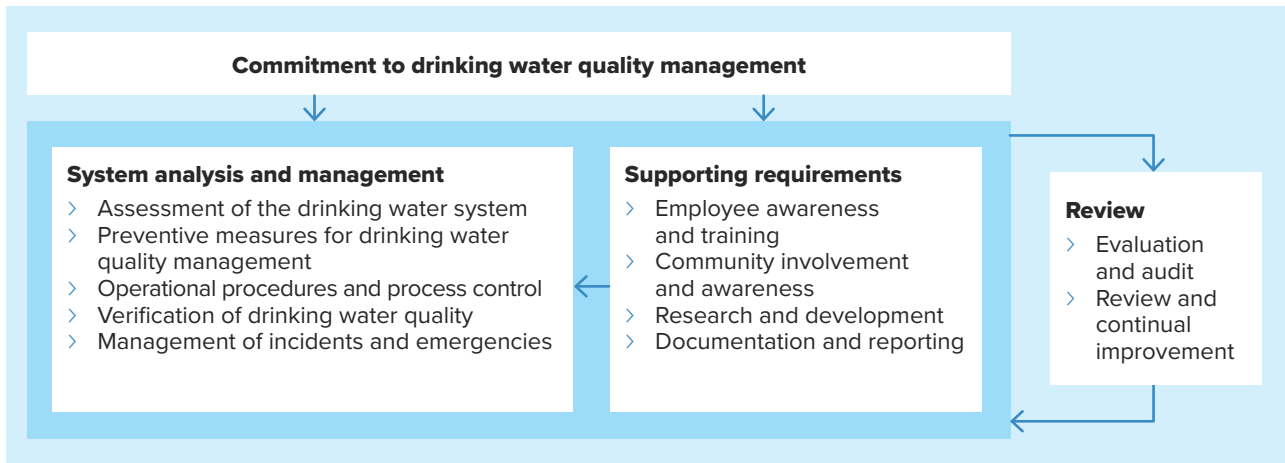 Commitment to drinking water quality management
System analysis and management
> Assessment of the drinking water system
> Preventive measures for drinking water
quality management
> Operational procedures and process control
> Verification of drinking water quality
> Management of incidents and emergencies
Supporting requirements
> Employee awareness
and training
> Community involvement
and awareness
> Research and development
> Documentation and reporting
Review
> Evaluation
and audit
> Review and
continual
improvement